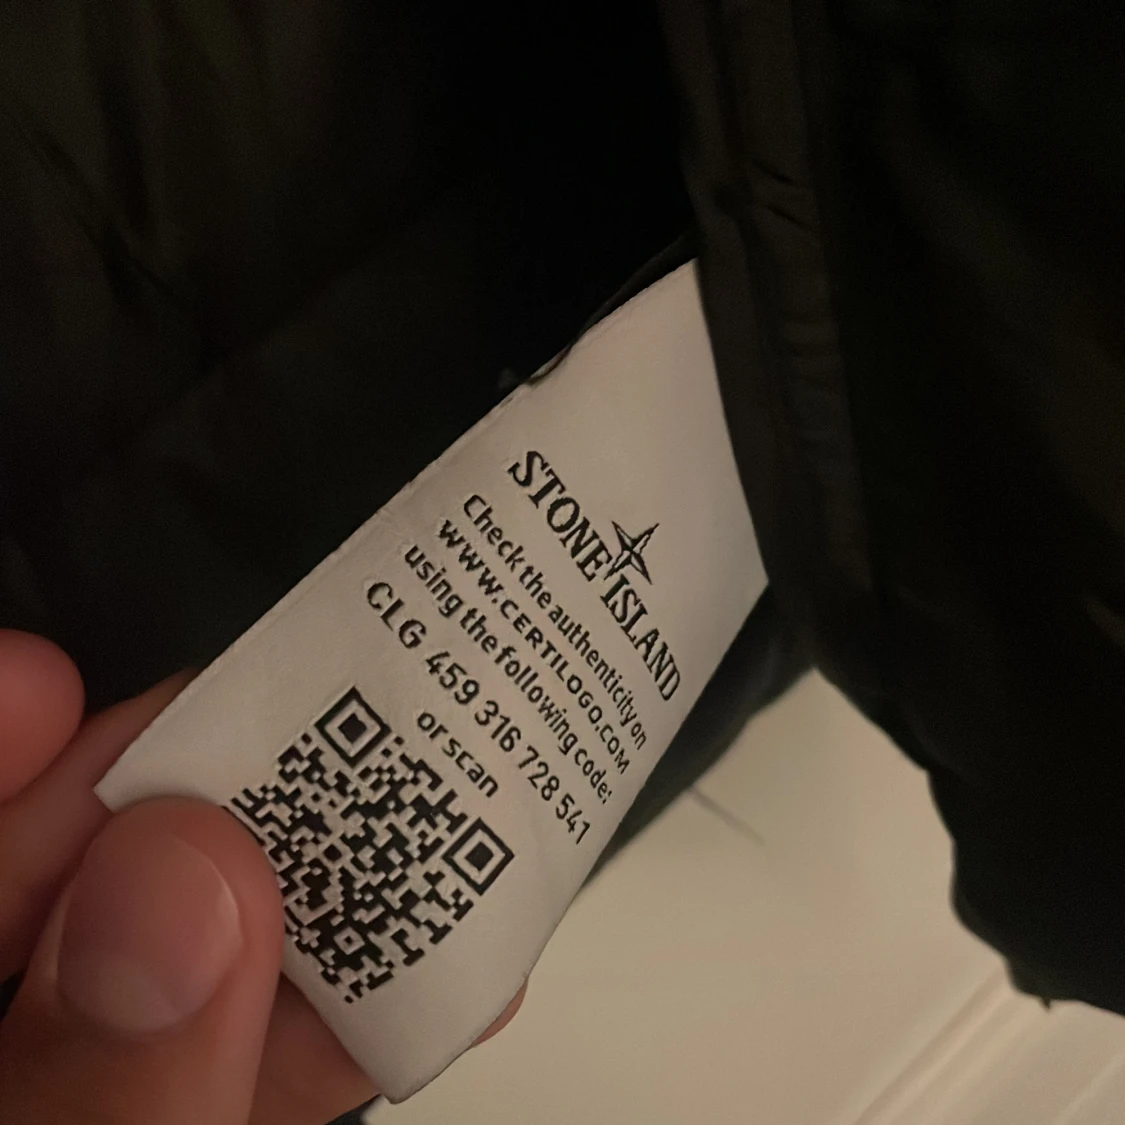 STONE ISLAND
Check the authenticity on
WWW.CERTILOGO.COM
using the following code:
CLG 459 316 728 541
or scan